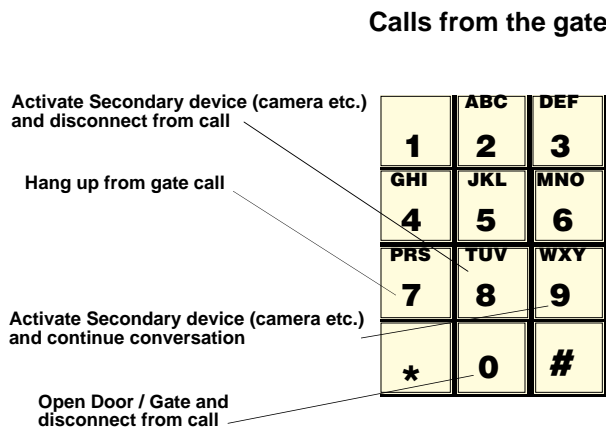 Calls from the gate
Activate Secondary device (camera etc.)
and disconnect from call
Hang up from gate call
Activate Secondary device (camera etc.)
and continue conversation
Open Door / Gate and
disconnect from call
ABC DEF
1 2 3
GHI JKL MNO
4 5 6
PRS TUV WXY
7 8 9
* 0 #